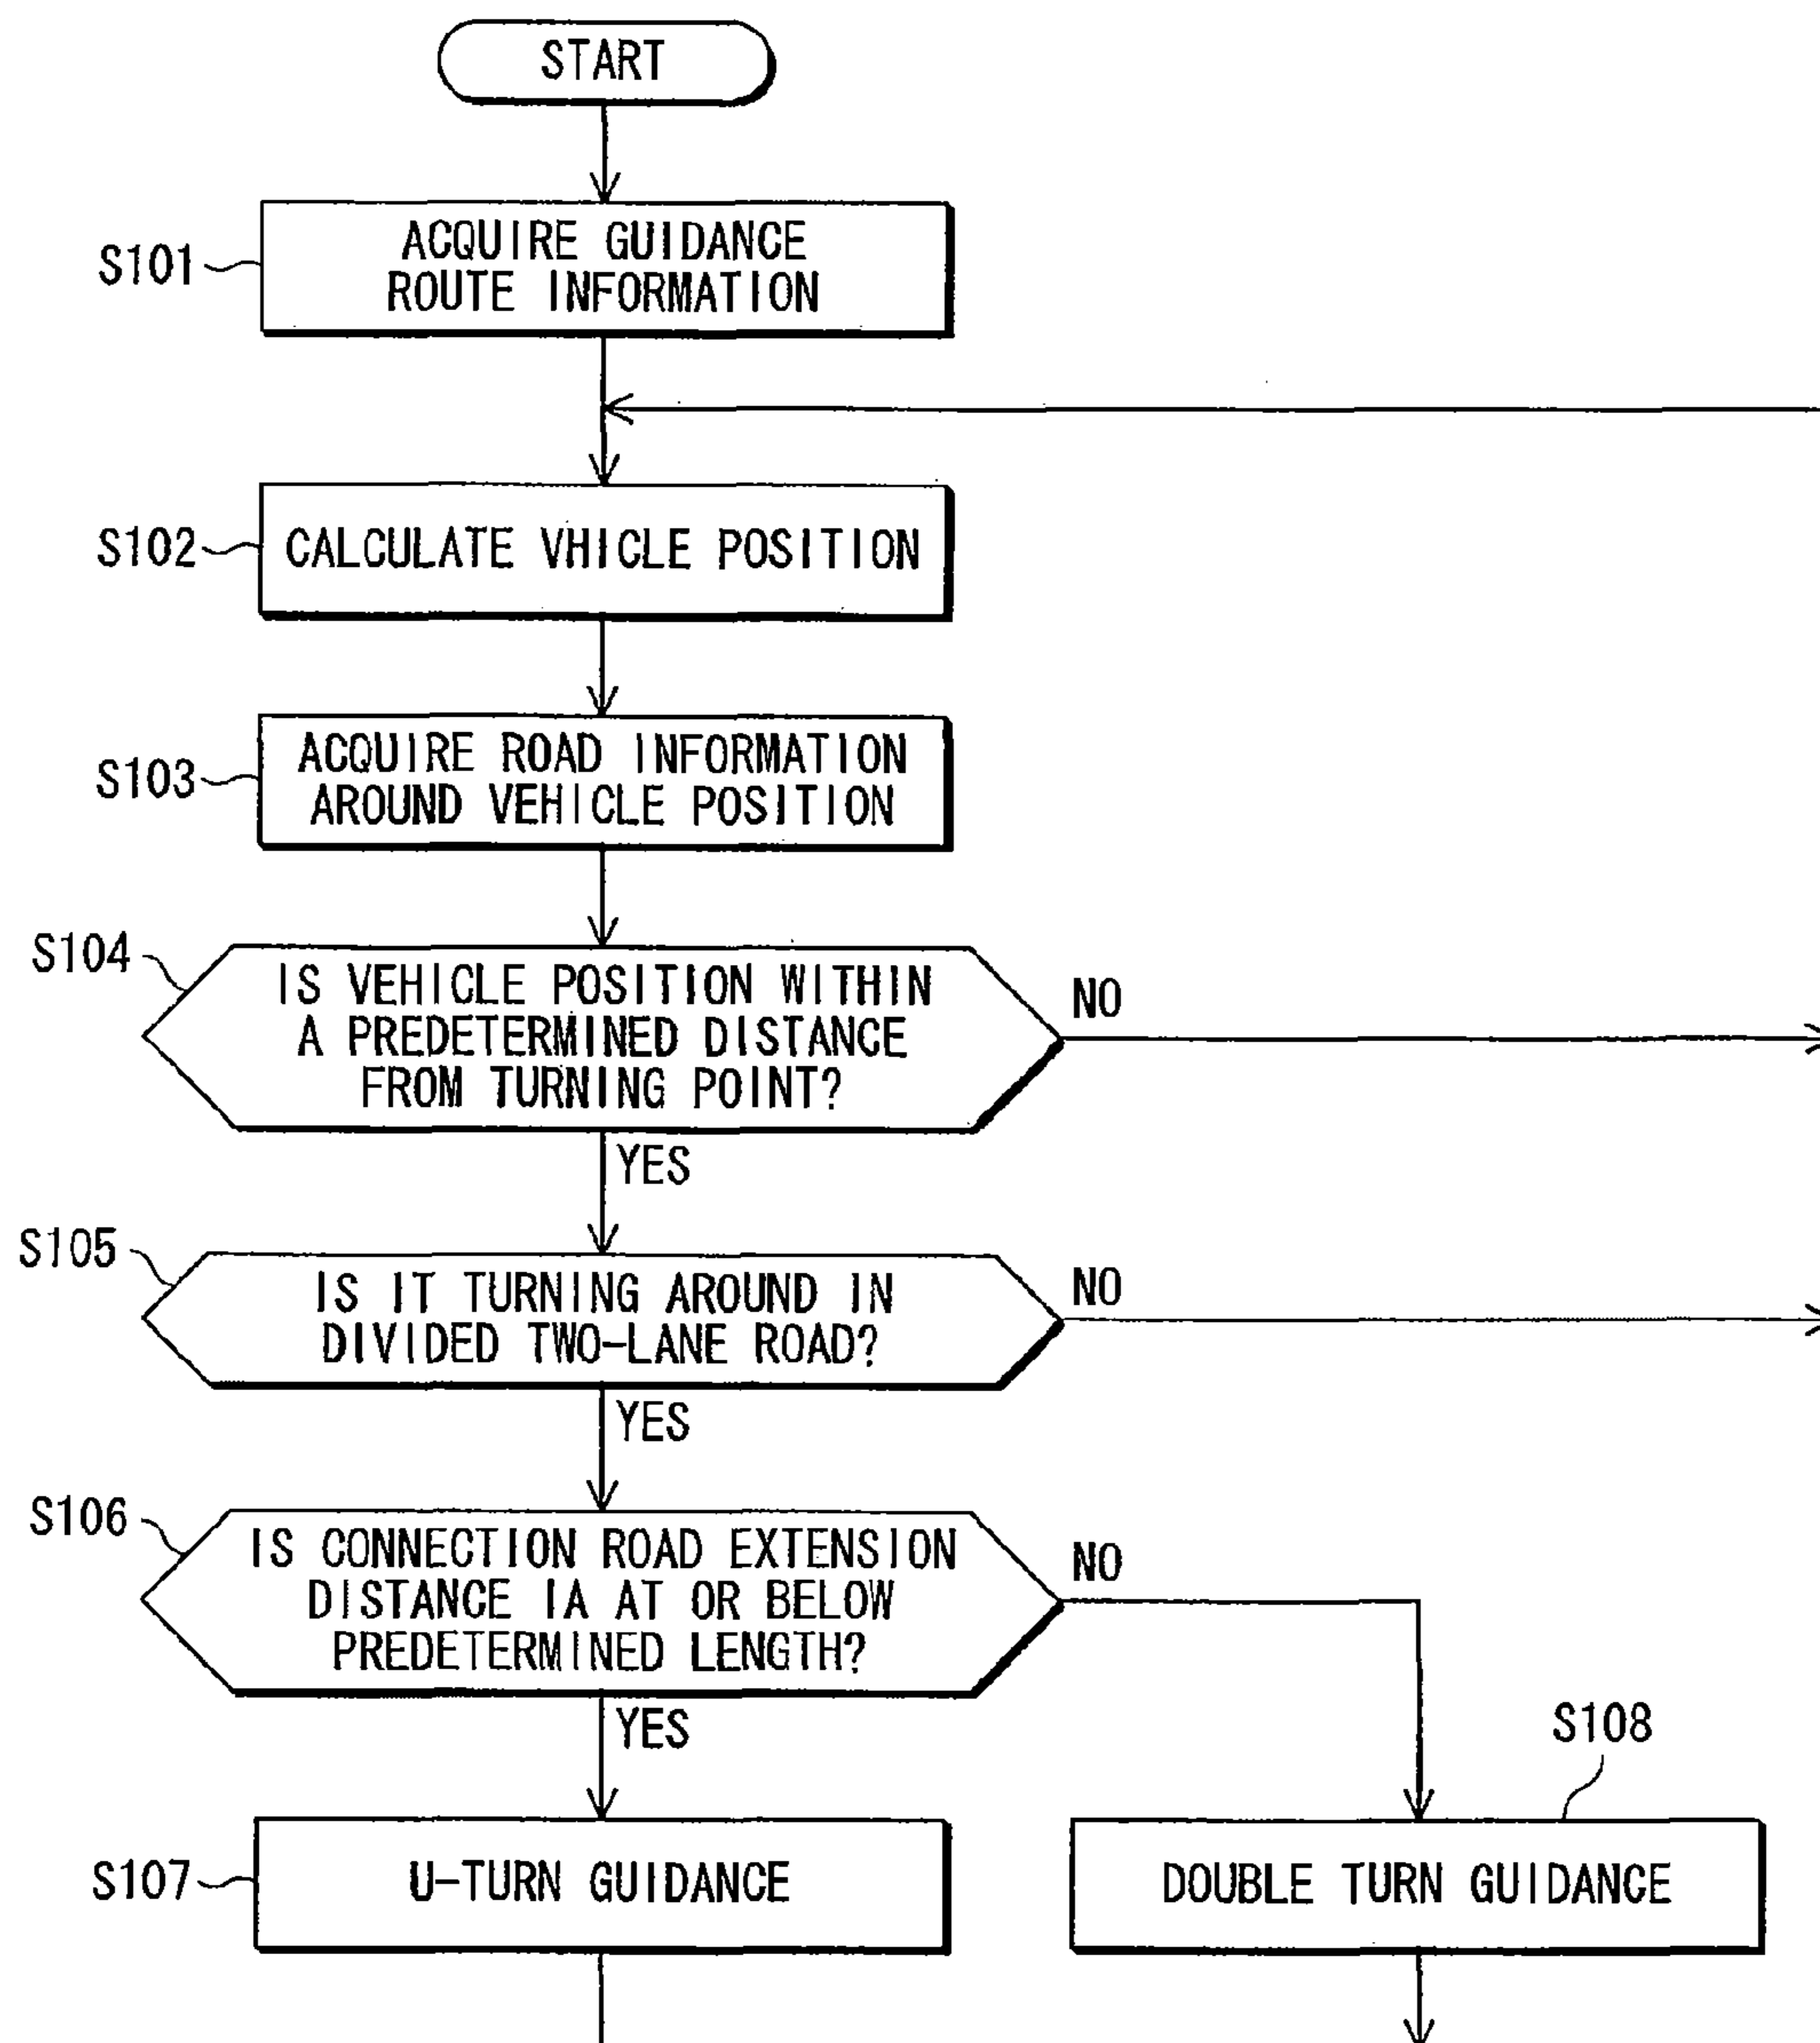 START
S101
ACQUIRE GUIDANCE
ROUTE INFORMATION
S102
CALCULATE VHICLE POSITION
S103
ACQUIRE ROAD INFORMATION
AROUND VEHICLE POSITION
S104
IS VEHICLE POSITION WITHIN
A PREDETERMINED DISTANCE
FROM TURNING POINT?
NO
YES
S105
IS IT TURNING AROUND IN
DIVIDED TWO-LANE ROAD?
NO
YES
S106
IS CONNECTION ROAD EXTENSION
DISTANCE IA AT OR BELOW
PREDETERMINED LENGTH?
NO
YES
S108
S107
U-TURN GUIDANCE
DOUBLE TURN GUIDANCE